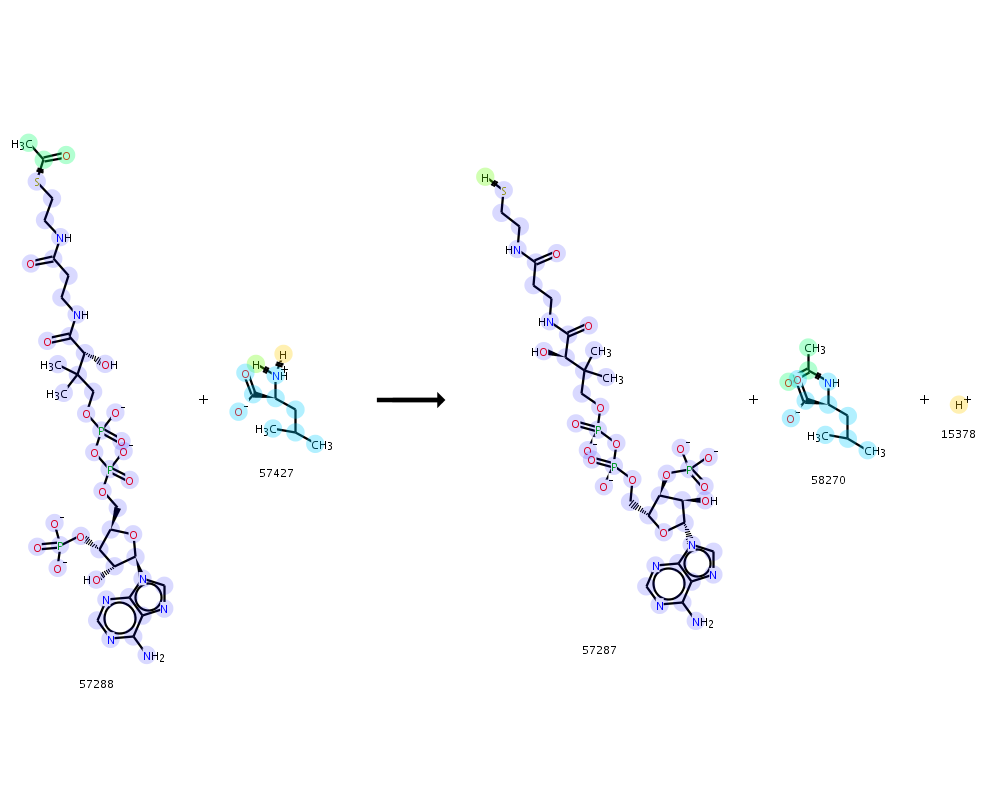 H₃C O
S
NH
O
NH
O
OH
H₃C
H₃C
O O⁻
P
O O⁻
O
P
O
O
O⁻
O P O
O⁻
O
HO
N
N
N N
NH₂
57288
+
H
H
NH⁺
O
O⁻
H₃C
CH₃
57427
H
S
HN
O
HN
O
HO
CH₃
CH₃
O
O P
O⁻ O
O P
O⁻ O
O⁻
O P O⁻
O
OH
O
N
N
N N
NH₂
57287
+
CH₃
O
O NH
O⁻
H₃C
CH₃
58270
+
H⁺
15378